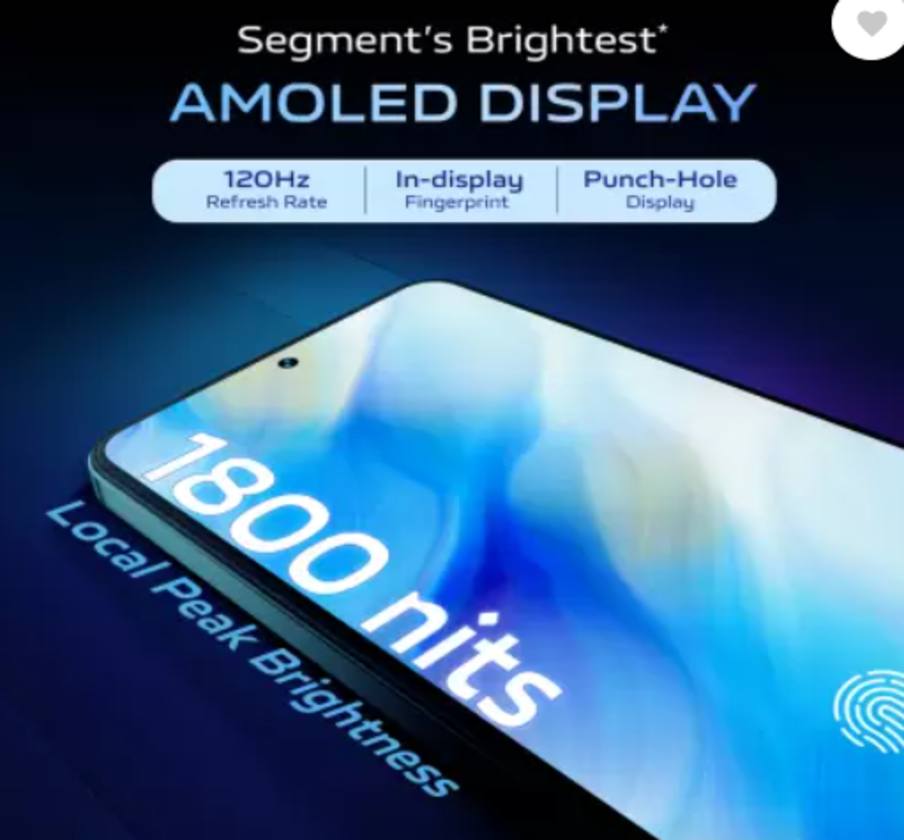 Segment's Brightest*
AMOLED DISPLAY
120Hz
Refresh Rate
In-display
Fingerprint
Punch-Hole
Display
1800 nits
Local Peak Brightness